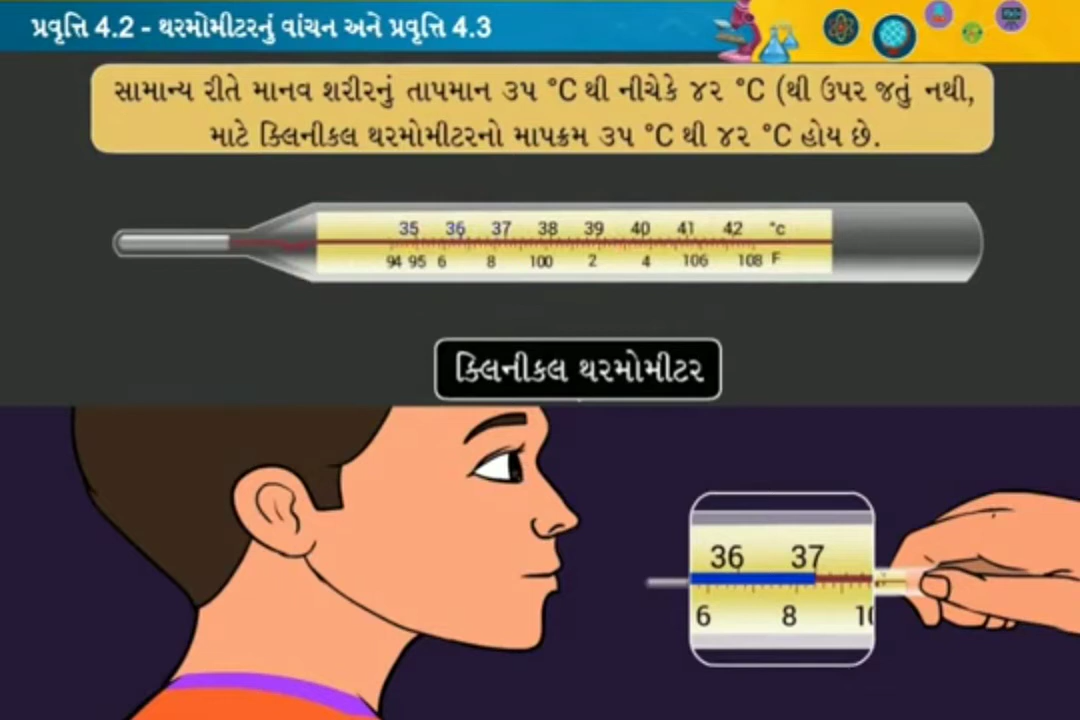 પ્રવૃત્તિ 4.2 - થરમોમીટરનું વાંચન અને પ્રવૃત્તિ 4.3
સામાન્ય રીતે માનવ શરીરનું તાપમાન ૩૫ °C થી નીચેકે ૪૨ °C (થી ઉપર જતું નથી,
માટે ક્લિનીકલ થરમોમીટરનો માપક્રમ ૩૫ °C થી ૪૨ °C હોય છે.
35 36 37 38 39 40 41 42 °c
94 95 6 8 100 2 4 106 108 F
ક્લિનીકલ થરમોમીટર
36 37
6 8 10